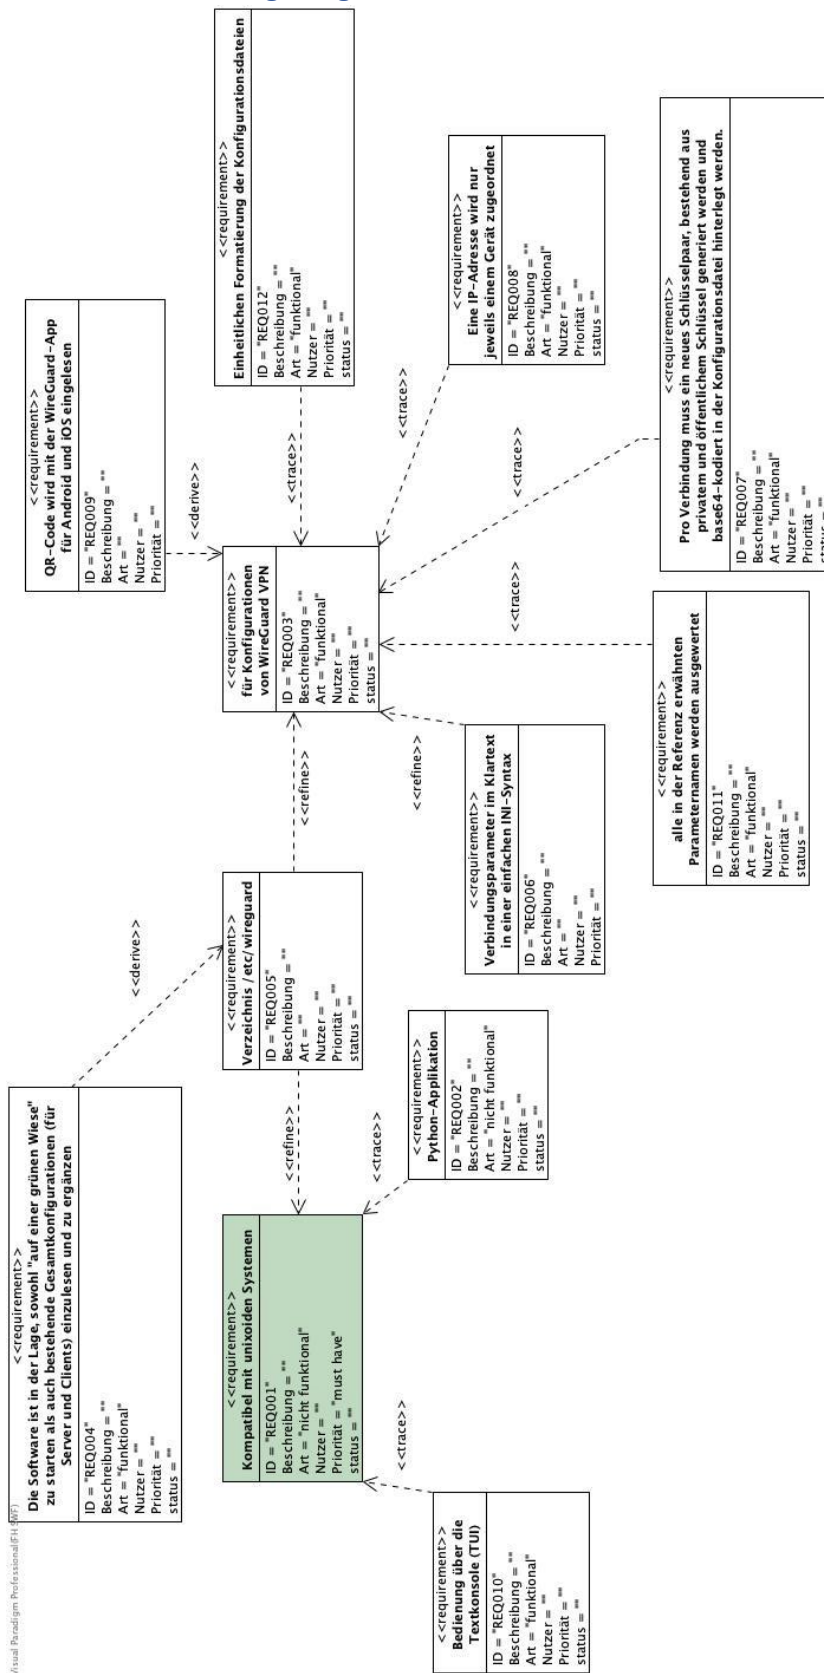 Visual Paradigm Professional(FH SWF)
<<requirement>>
Die Software ist in der Lage, sowohl "auf einer grünen Wiese"
zu starten als auch bestehende Gesamtkonfigurationen (für
Server und Clients) einzulesen und zu ergänzen
ID = "REQ004"
Beschreibung = ""
Art = "funktional"
Nutzer = ""
Priorität = ""
status = ""
<<derive>>
<<requirement>>
QR-Code wird mit der WireGuard-App
für Android und iOS eingelesen
ID = "REQ009"
Beschreibung = ""
Art = ""
Nutzer = ""
Priorität = ""
<<derive>>
<<requirement>>
Einheitlichen Formatierung der Konfigurationsdateien
ID = "REQ012"
Beschreibung = ""
Art = "funktional"
Nutzer = ""
Priorität = ""
status = ""
<<trace>>
<<requirement>>
Kompatibel mit unixoiden Systemen
ID = "REQ001"
Beschreibung = ""
Art = "nicht funktional"
Nutzer = ""
Priorität = "must have"
status = ""
<<refine>>
<<requirement>>
Verzeichnis /etc/wireguard
ID = "REQ005"
Beschreibung = ""
Art = ""
Nutzer = ""
Priorität = ""
status = ""
<<refine>>
<<requirement>>
für Konfigurationen
von WireGuard VPN
ID = "REQ003"
Beschreibung = ""
Art = "funktional"
Nutzer = ""
Priorität = ""
status = ""
<<trace>>
<<trace>>
<<refine>>
<<trace>>
<<requirement>>
Bedienung über die
Textkonsole (TUI)
ID = "REQ010"
Beschreibung = ""
Art = "funktional"
Nutzer = ""
Priorität = ""
status = ""
<<requirement>>
Python-Applikation
ID = "REQ002"
Beschreibung = ""
Art = "nicht funktional"
Nutzer = ""
Priorität = ""
status = ""
<<requirement>>
Verbindungsparameter im Klartext
in einer einfachen INI-Syntax
ID = "REQ006"
Beschreibung = ""
Art = ""
Nutzer = ""
Priorität = ""
<<requirement>>
Eine IP-Adresse wird nur
jeweils einem Gerät zugeordnet
ID = "REQ008"
Beschreibung = ""
Art = "funktional"
Nutzer = ""
Priorität = ""
status = ""
<<trace>>
<<trace>>
<<requirement>>
alle in der Referenz erwähnten
Parameternamen werden ausgewertet
ID = "REQ011"
Beschreibung = ""
Art = "funktional"
Nutzer = ""
Priorität = ""
status = ""
<<requirement>>
Pro Verbindung muss ein neues Schlüsselpaar, bestehend aus
privatem und öffentlichem Schlüssel generiert werden und
base64-kodiert in der Konfigurationsdatei hinterlegt werden.
ID = "REQ007"
Beschreibung = ""
Art = "funktional"
Nutzer = ""
Priorität = ""
status = ""